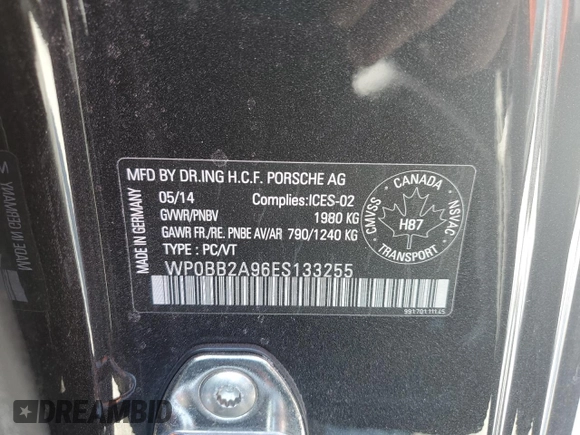 MFD BY DR.ING H.C.F. PORSCHE AG
05/14 Complies:ICES-02
GVWR/PNBV 1980 KG
GAWR FR./RE. PNBE AV/AR 790/1240 KG
TYPE : PC/VT
WP0BB2A96ES133255
MADE IN GERMANY
CANADA
CMVSS
NSVAC
H87
TRANSPORT
99170111145
MADE IN GERMANY
DREAMBID